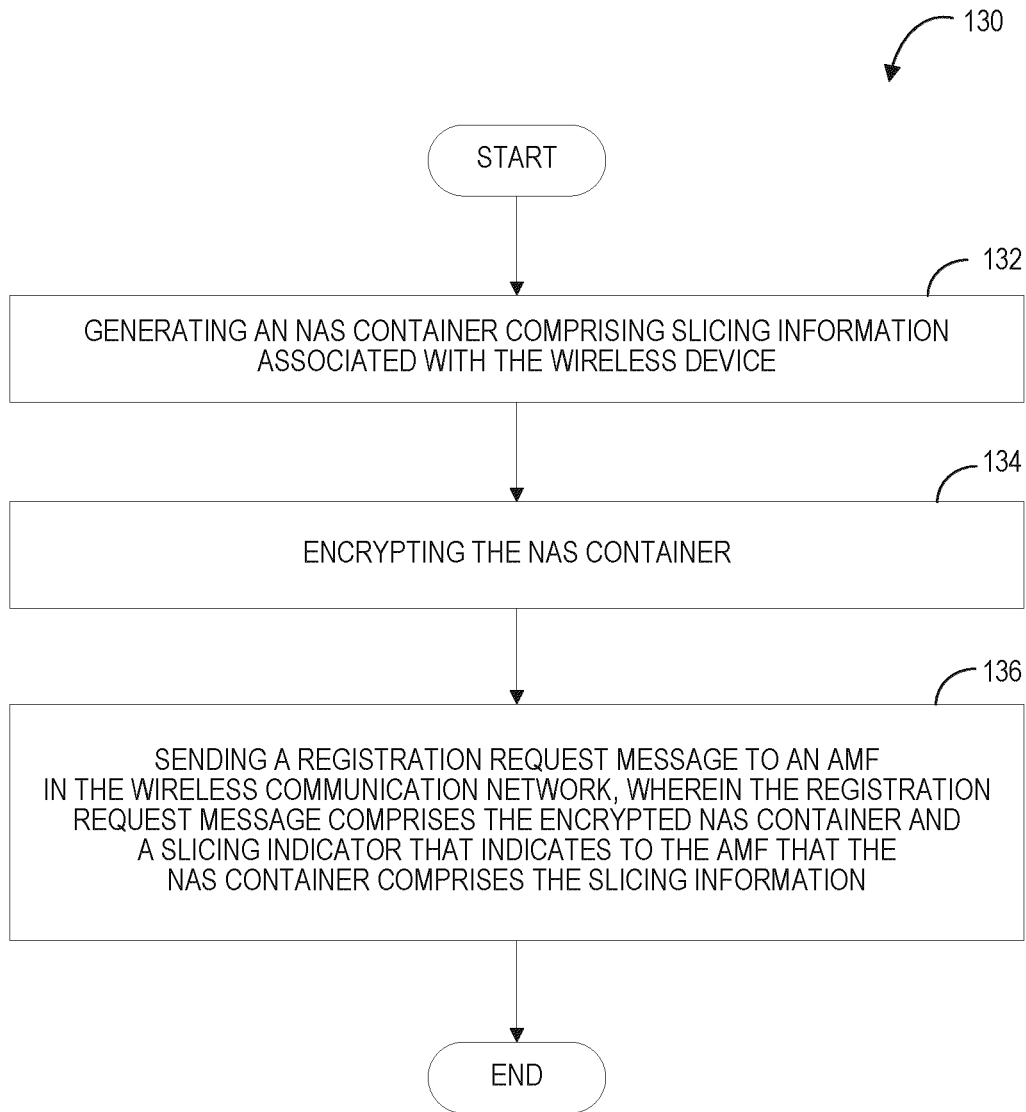 130
START
132
GENERATING AN NAS CONTAINER COMPRISING SLICING INFORMATION
ASSOCIATED WITH THE WIRELESS DEVICE
134
ENCRYPTING THE NAS CONTAINER
136
SENDING A REGISTRATION REQUEST MESSAGE TO AN AMF
IN THE WIRELESS COMMUNICATION NETWORK, WHEREIN THE REGISTRATION
REQUEST MESSAGE COMPRISES THE ENCRYPTED NAS CONTAINER AND
A SLICING INDICATOR THAT INDICATES TO THE AMF THAT THE
NAS CONTAINER COMPRISES THE SLICING INFORMATION
END